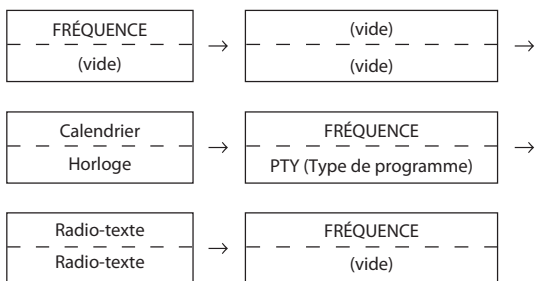 FRÉQUENCE
(vide)
→
(vide)
(vide)
→
Calendrier
Horloge
→
FRÉQUENCE
PTY (Type de programme)
→
Radio-texte
Radio-texte
→
FRÉQUENCE
(vide)